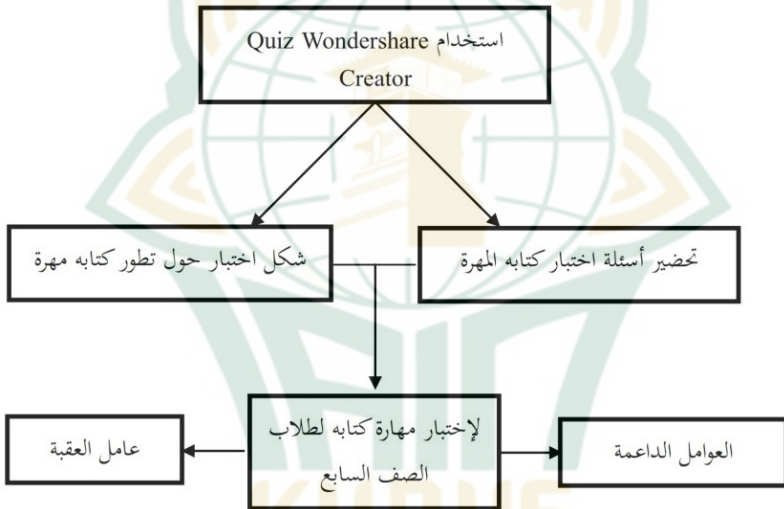 استخدام Quiz Wondershare
Creator
تحضير أسئلة اختبار كتابه المهرة
شكل اختبار حول تطور كتابه مهرة
لإختبار مهارة كتابه لطلاب
الصف السابع
العوامل الداعمة
عامل العقبة